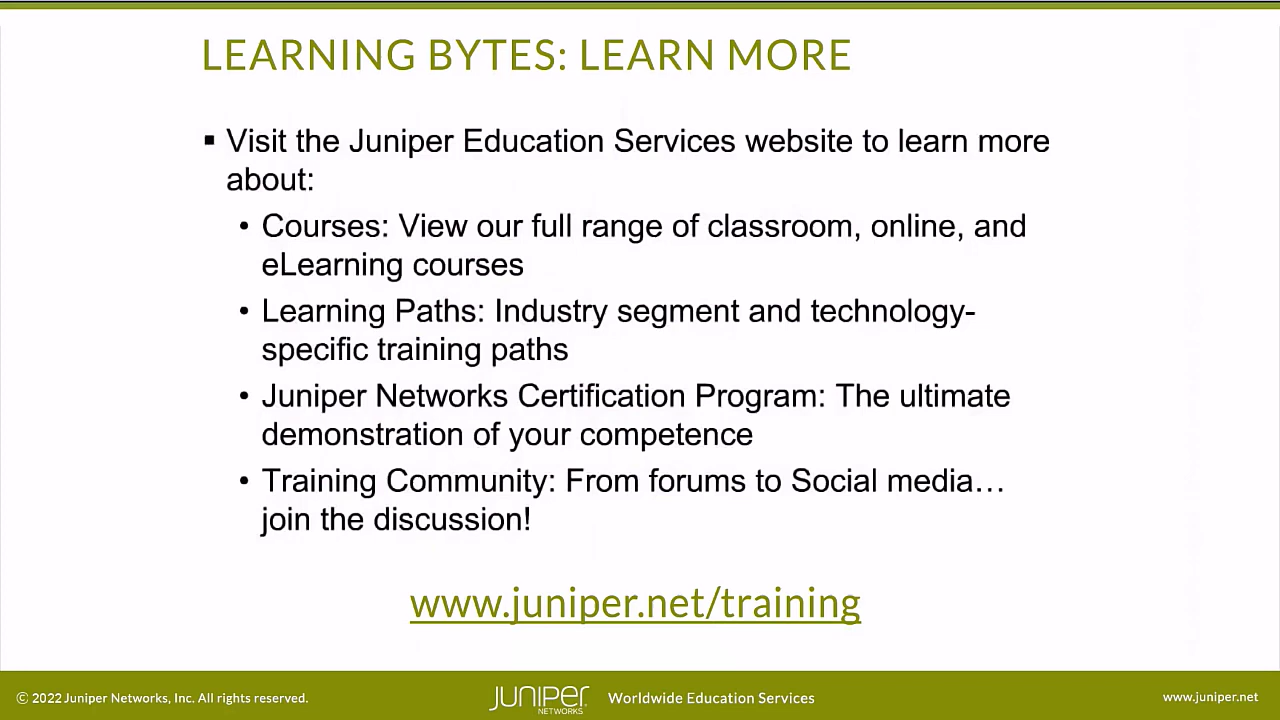 LEARNING BYTES: LEARN MORE
▪ Visit the Juniper Education Services website to learn more
about:
• Courses: View our full range of classroom, online, and
eLearning courses
• Learning Paths: Industry segment and technology-
specific training paths
• Juniper Networks Certification Program: The ultimate
demonstration of your competence
• Training Community: From forums to Social media…
join the discussion!
www.juniper.net/training
© 2022 Juniper Networks, Inc. All rights reserved.
JUNIPER
NETWORKS
Worldwide Education Services
www.juniper.net